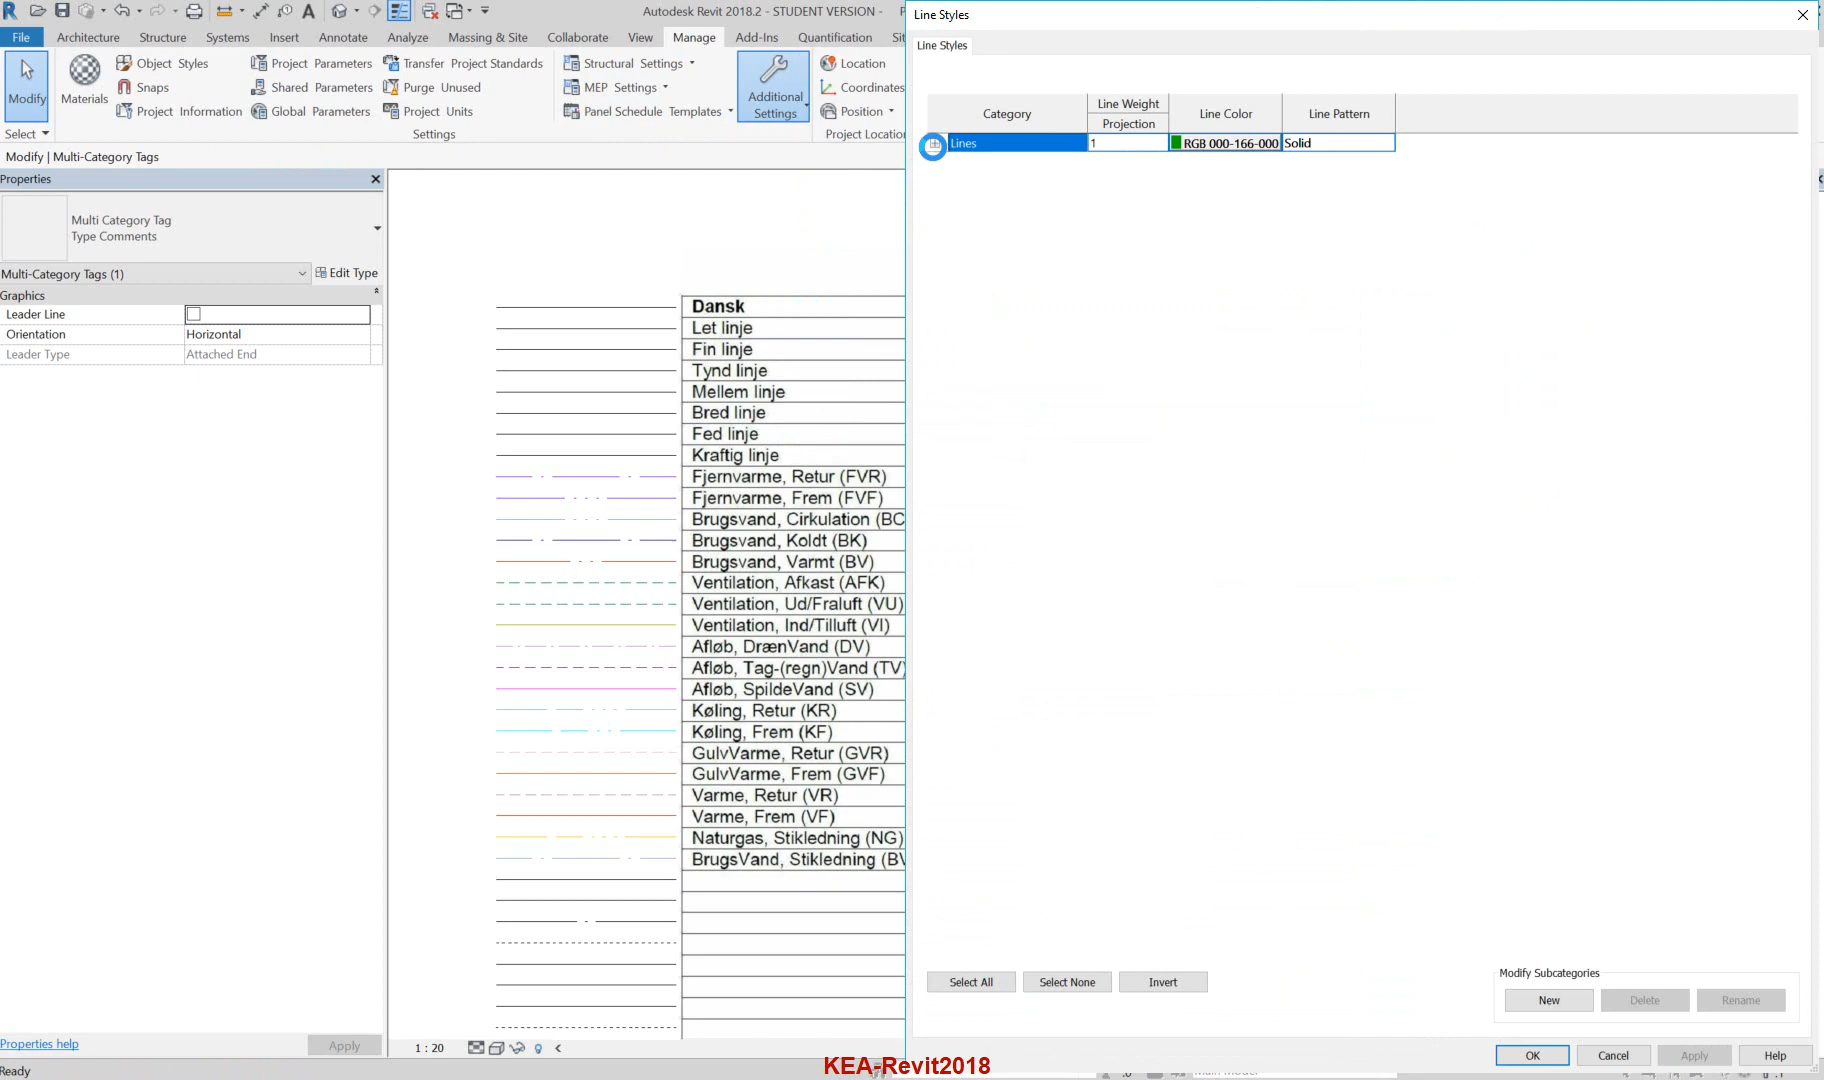 Autodesk Revit 2018.2 - STUDENT VERSION -
File Architecture Structure Systems Insert Annotate Analyze Massing & Site Collaborate View Manage Add-Ins Quantification
Modify
Select
Materials
Object Styles
Snaps
Project Information
Project Parameters
Shared Parameters
Global Parameters
Transfer Project Standards
Purge Unused
Project Units
Settings
Structural Settings
MEP Settings
Panel Schedule Templates
Additional Settings
Location
Coordinates
Position
Project Location
Modify | Multi-Category Tags
Properties
Multi Category Tag
Type Comments
Multi-Category Tags (1)
Edit Type
Graphics
Leader Line
Orientation Horizontal
Leader Type Attached End
Properties help
Apply
Ready
Dansk
Let linje
Fin linje
Tynd linje
Mellem linje
Bred linje
Fed linje
Kraftig linje
Fjernvarme, Retur (FVR)
Fjernvarme, Frem (FVF)
Brugsvand, Cirkulation (BC
Brugsvand, Koldt (BK)
Brugsvand, Varmt (BV)
Ventilation, Afkast (AFK)
Ventilation, Ud/Fraluft (VU)
Ventilation, Ind/Tilluft (VI)
Afløb, DrænVand (DV)
Afløb, Tag-(regn)Vand (TV)
Afløb, SpildeVand (SV)
Køling, Retur (KR)
Køling, Frem (KF)
GulvVarme, Retur (GVR)
GulvVarme, Frem (GVF)
Varme, Retur (VR)
Varme, Frem (VF)
Naturgas, Stikledning (NG)
BrugsVand, Stikledning (BV
1 : 20
KEA-Revit2018
Line Styles
Line Styles
Category
Line Weight
Projection
Line Color
Line Pattern
Lines 1 RGB 000-166-000 Solid
Select All
Select None
Invert
Modify Subcategories
New
Delete
Rename
OK
Cancel
Apply
Help